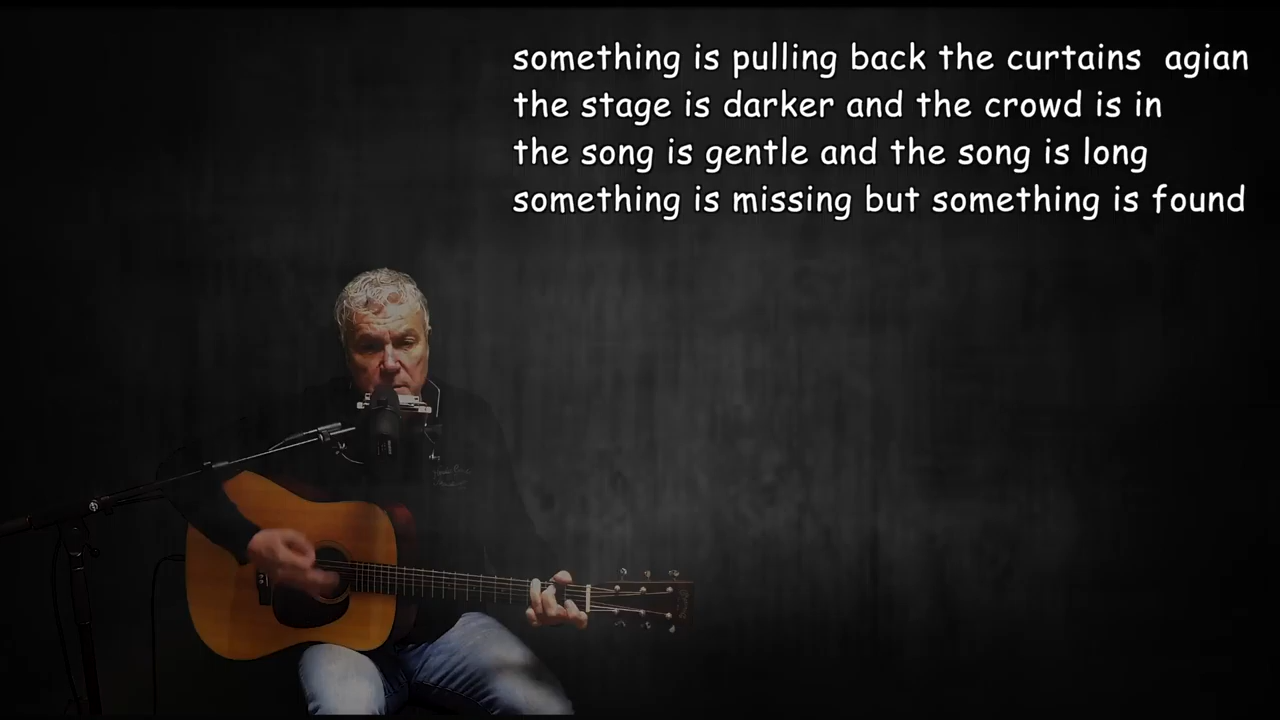 something is pulling back the curtains  agian
the stage is darker and the crowd is in
the song is gentle and the song is long
something is missing but something is found